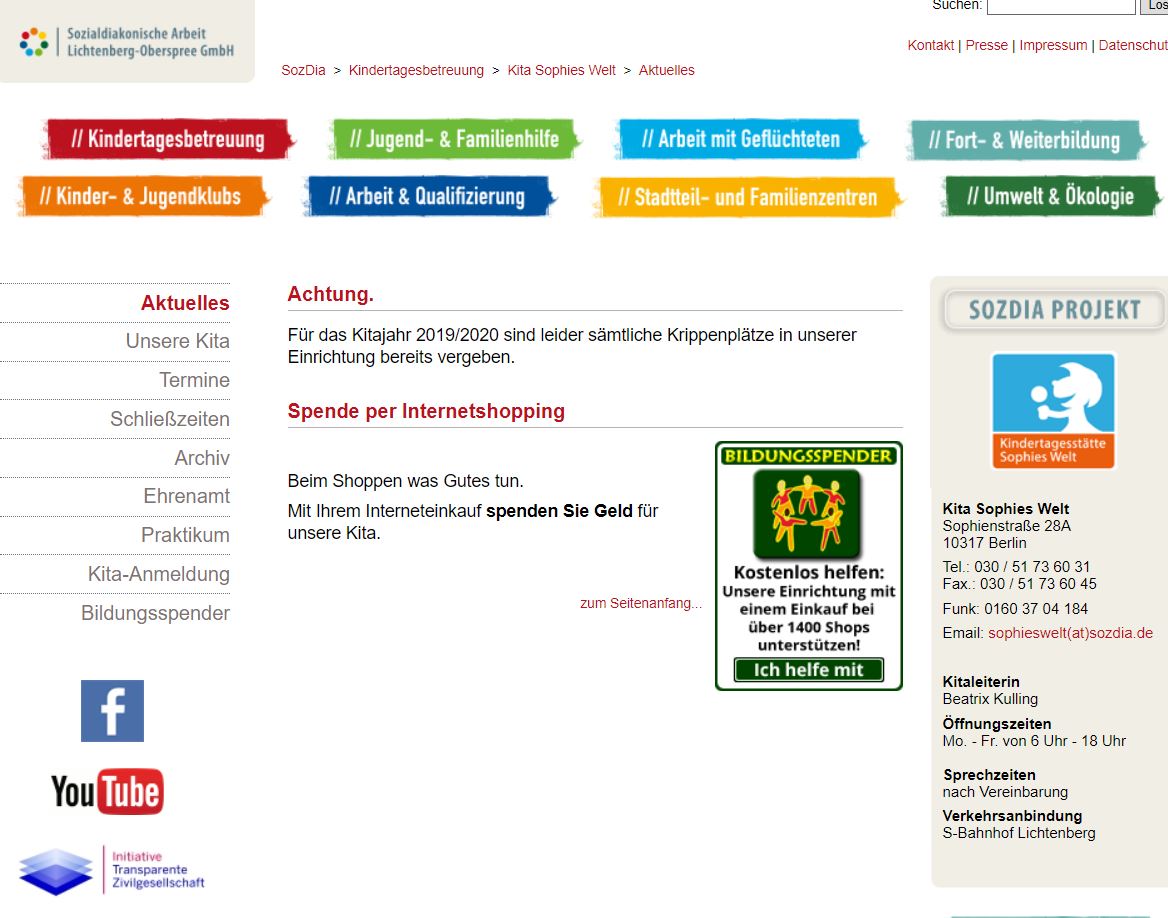 Sozialdiakonische Arbeit
Lichtenberg-Oberspree GmbH
Suchen:
Los
Kontakt | Presse | Impressum |
SozDia > Kindertagesbetreuung > Kita Sophies Welt > Aktuelles
// Kindertagesbetreuung
// Jugend- & Familienhilfe
// Arbeit mit Geflüchteten
// Fort- & Weiterbildung
// Kinder- & Jugendklubs
// Arbeit & Qualifizierung
// Stadtteil- und Familienzentren
// Umwelt & Ökologie
Aktuelles
Unsere Kita
Termine
Schließzeiten
Archiv
Ehrenamt
Praktikum
Kita-Anmeldung
Bildungsspender
f
YouTube
Initiative
Transparente
Zivilgesellschaft
Achtung.
Für das Kitajahr 2019/2020 sind leider sämtliche Krippenplätze in unserer
Einrichtung bereits vergeben.
Spende per Internetshopping
Beim Shoppen was Gutes tun.
Mit Ihrem Interneteinkauf spenden Sie Geld für
unsere Kita.
zum Seitenanfang...
BILDUNGSSPENDER
Kostenlos helfen:
Unsere Einrichtung mit
einem Einkauf bei
über 1400 Shops
unterstützen!
Ich helfe mit
SOZDIA PROJEKT
Kindertagesstätte
Sophies Welt
Kita Sophies Welt
Sophienstraße 28A
10317 Berlin
Tel.: 030 / 51 73 60 31
Fax.: 030 / 51 73 60 45
Funk: 0160 37 04 184
Email: sophieswelt(at)sozdia.de
Kitaleiterin
Beatrix Kulling
Öffnungszeiten
Mo. - Fr. von 6 Uhr - 18 Uhr
Sprechzeiten
nach Vereinbarung
Verkehrsanbindung
S-Bahnhof Lichtenberg